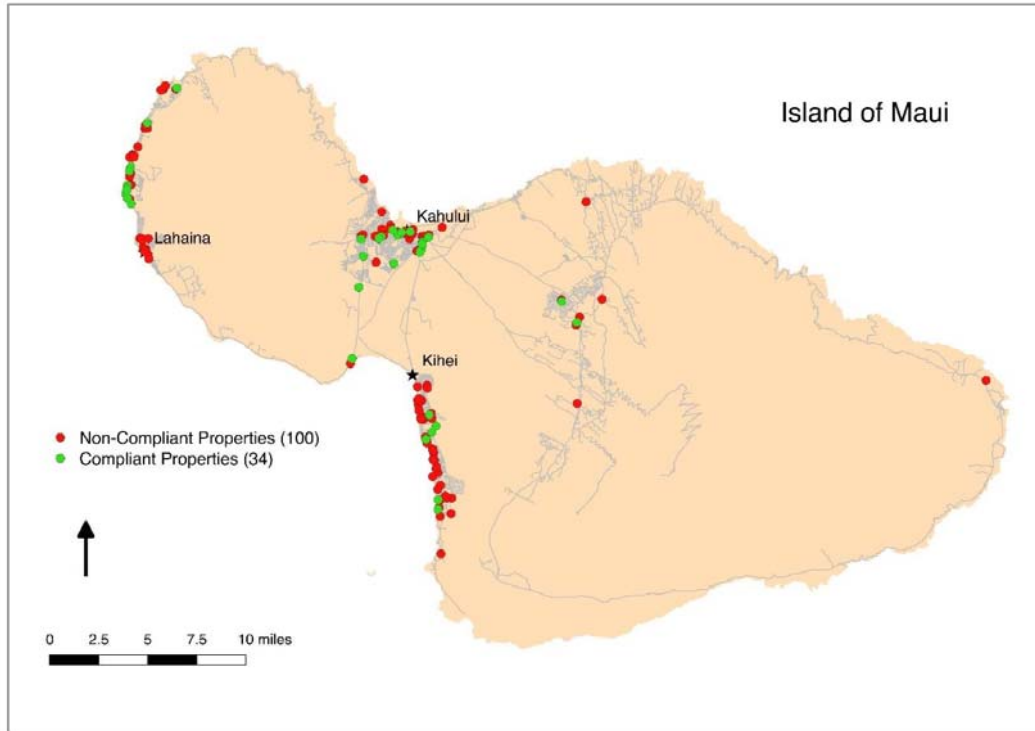 Island of Maui
Kahului
Lahaina
Kihei
Non-Compliant Properties (100)
Compliant Properties (34)
0 2.5 5 7.5 10 miles